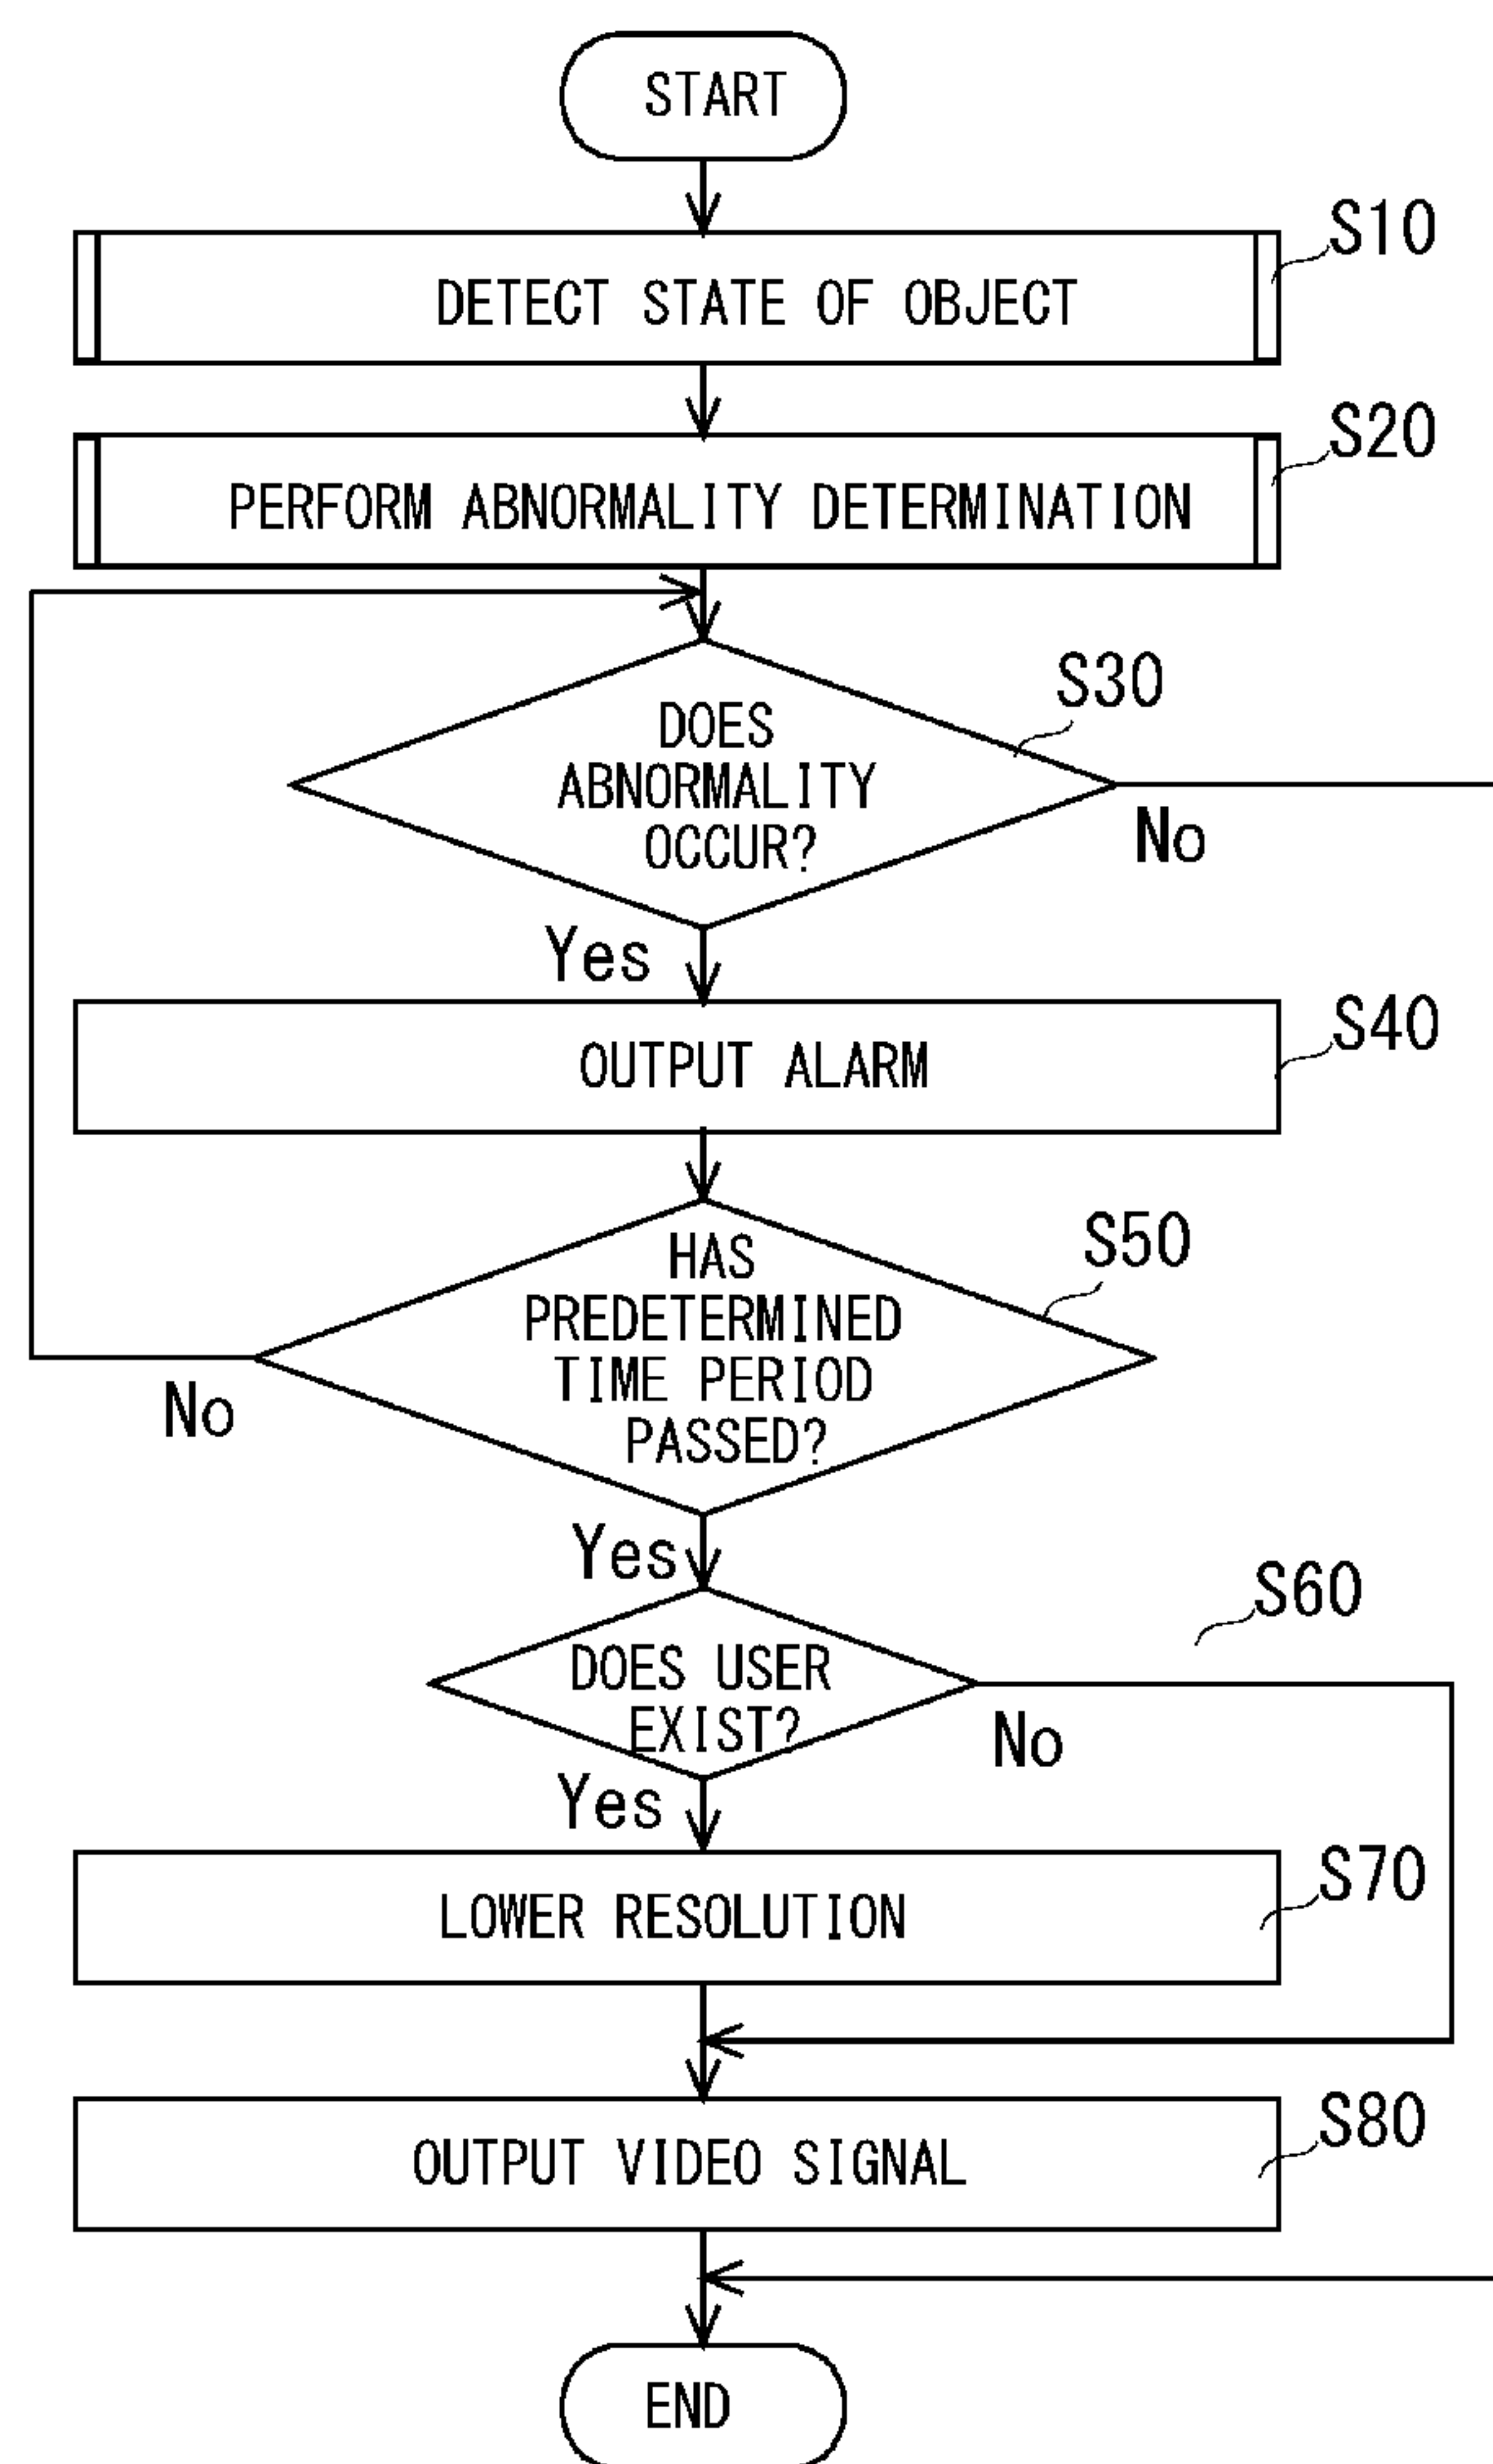 START
S10
DETECT STATE OF OBJECT
S20
PERFORM ABNORMALITY DETERMINATION
S30
DOES
ABNORMALITY
OCCUR?
No
Yes
S40
OUTPUT ALARM
S50
HAS
PREDETERMINED
TIME PERIOD
PASSED?
No
Yes
S60
DOES USER
EXIST?
No
Yes
S70
LOWER RESOLUTION
S80
OUTPUT VIDEO SIGNAL
END